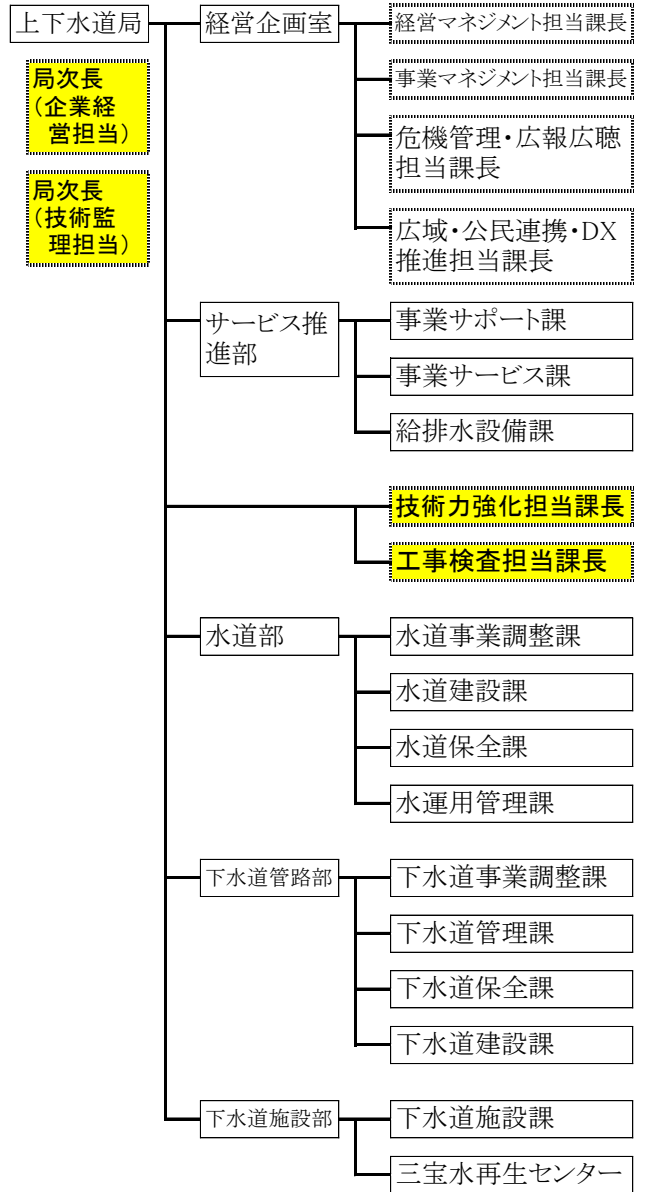 上下水道局
局次長
(企業経
営担当)
局次長
(技術監
理担当)
経営企画室
経営マネジメント担当課長
事業マネジメント担当課長
危機管理・広報広聴
担当課長
広域・公民連携・DX
推進担当課長
サービス推
進部
事業サポート課
事業サービス課
給排水設備課
技術力強化担当課長
工事検査担当課長
水道部
水道事業調整課
水道建設課
水道保全課
水運用管理課
下水道管路部
下水道事業調整課
下水道管理課
下水道保全課
下水道建設課
下水道施設部
下水道施設課
三宝水再生センター